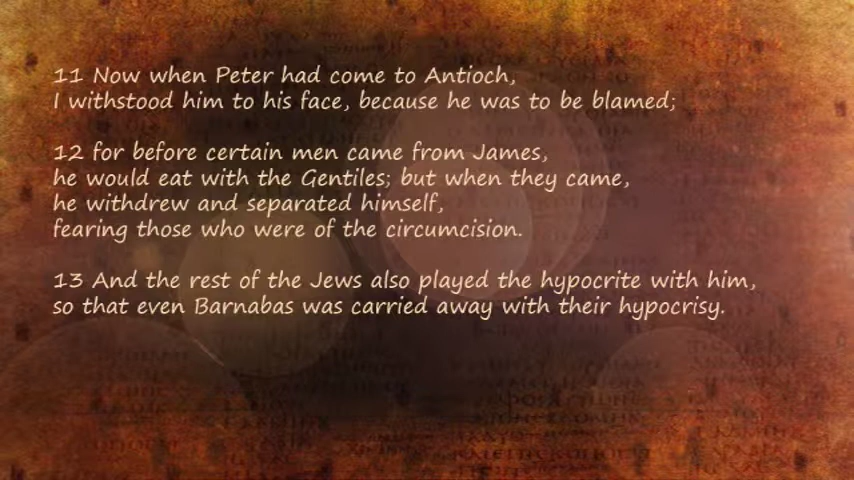 11 Now when Peter had come to Antioch,
I withstood him to his face, because he was to be blamed;
12 for before certain men came from James,
he would eat with the Gentiles; but when they came,
he withdrew and separated himself,
fearing those who were of the circumcision.
13 And the rest of the Jews also played the hypocrite with him,
so that even Barnabas was carried away with their hypocrisy.